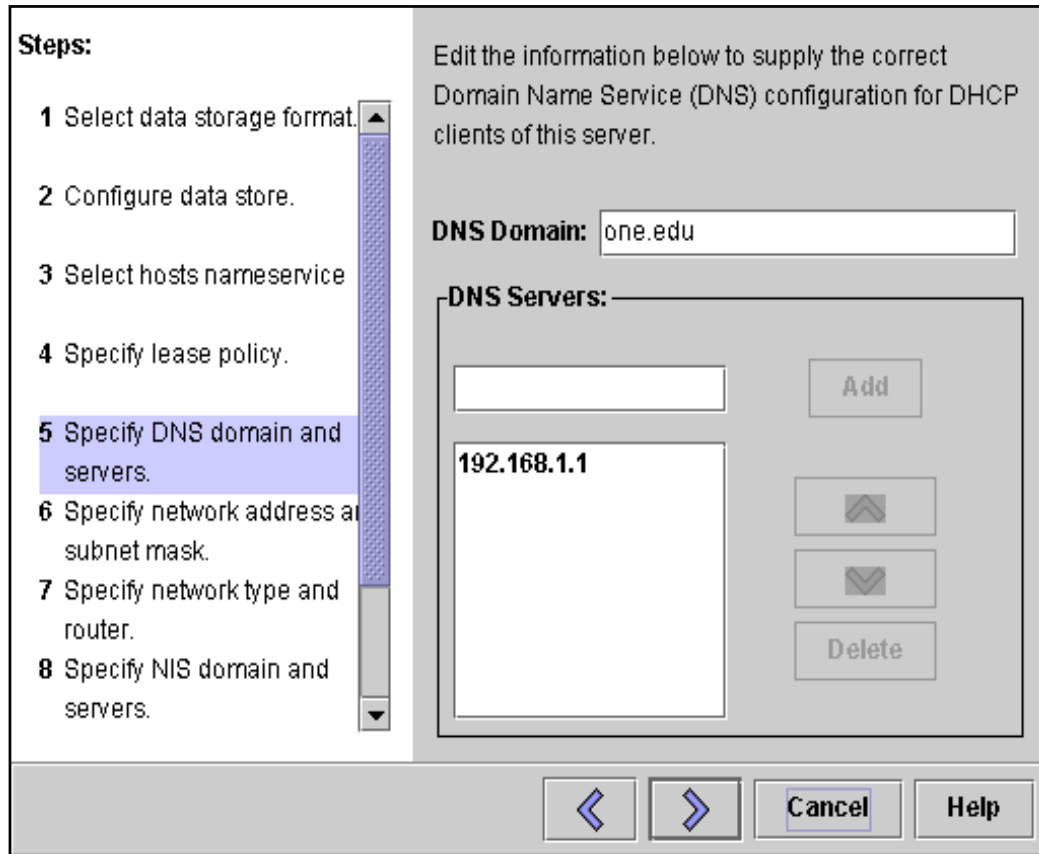 Steps:
1 Select data storage format.
2 Configure data store.
3 Select hosts nameservice
4 Specify lease policy.
5 Specify DNS domain and
servers.
6 Specify network address
subnet mask.
7 Specify network type and
router.
8 Specify NIS domain and
servers.
Edit the information below to supply the correct
Domain Name Service (DNS) configuration for DHCP
clients of this server.
DNS Domain: one.edu
DNS Servers:
Add
192.168.1.1
Delete
Cancel
Help